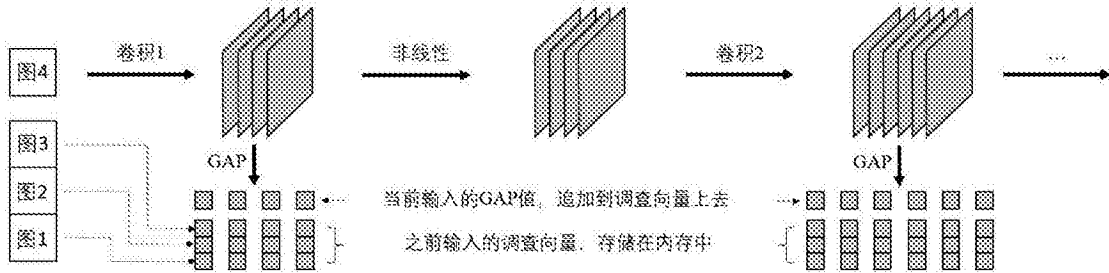 卷积1
非线性
卷积2
...
图4
图3
图2
图1
GAP
GAP
当前输入的GAP值，追加到调查向量上去
之前输入的调查向量，存储在内存中